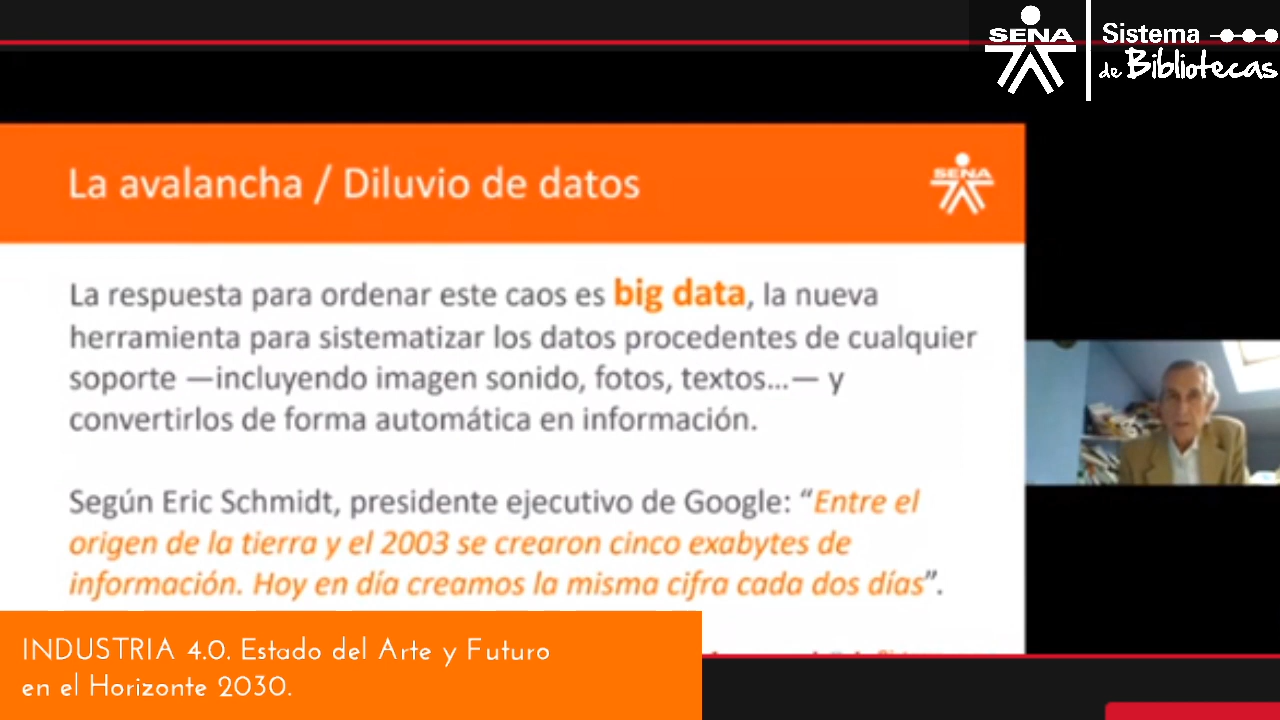 SENA
Sistema
de Bibliotecas
La avalancha / Diluvio de datos
SENA
La respuesta para ordenar este caos es big data, la nueva
herramienta para sistematizar los datos procedentes de cualquier
soporte —incluyendo imagen sonido, fotos, textos...— y
convertirlos de forma automática en información.
Según Eric Schmidt, presidente ejecutivo de Google: “Entre el
origen de la tierra y el 2003 se crearon cinco exabytes de
información. Hoy en día creamos la misma cifra cada dos días”.
INDUSTRIA 4.0. Estado del Arte y Futuro
en el Horizonte 2030.